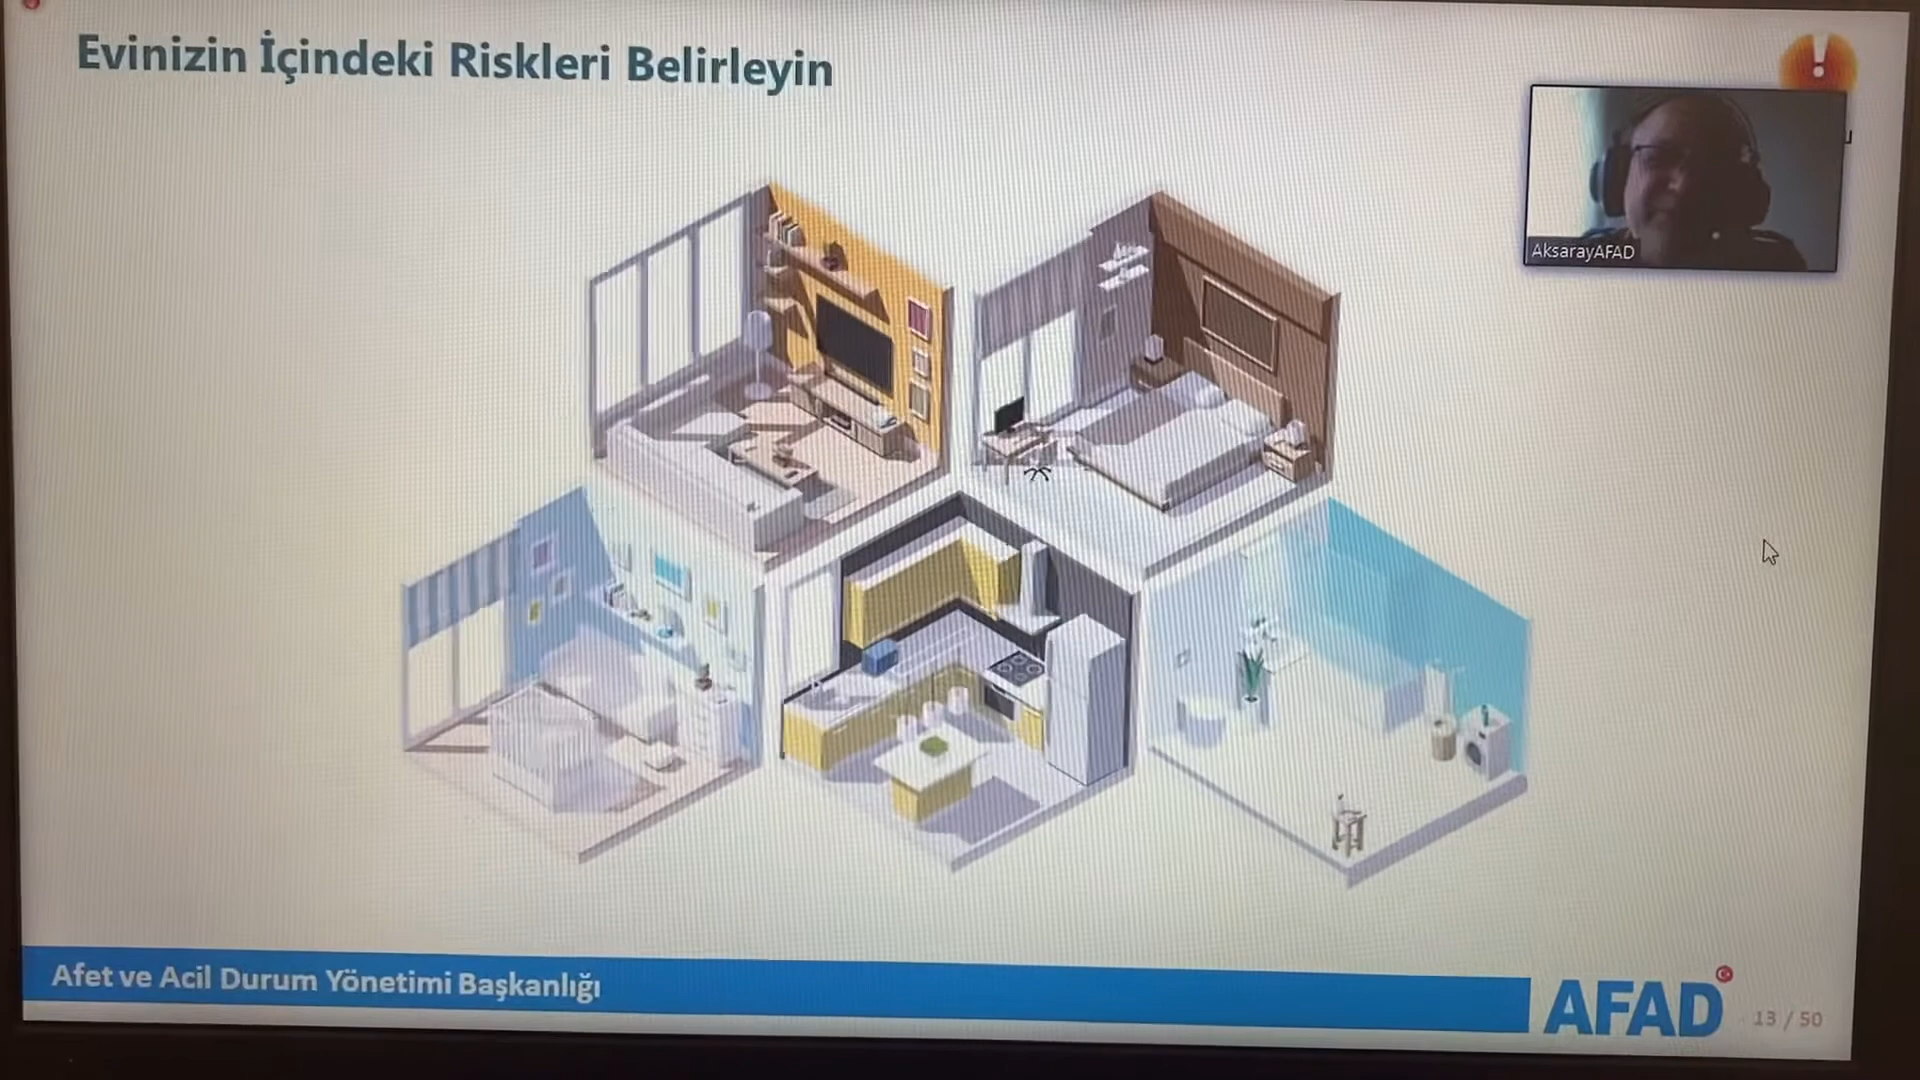 Evinizin İçindeki Riskleri Belirleyin
AksarayAFAD
Afet ve Acil Durum Yönetimi Başkanlığı
AFAD
13 / 50